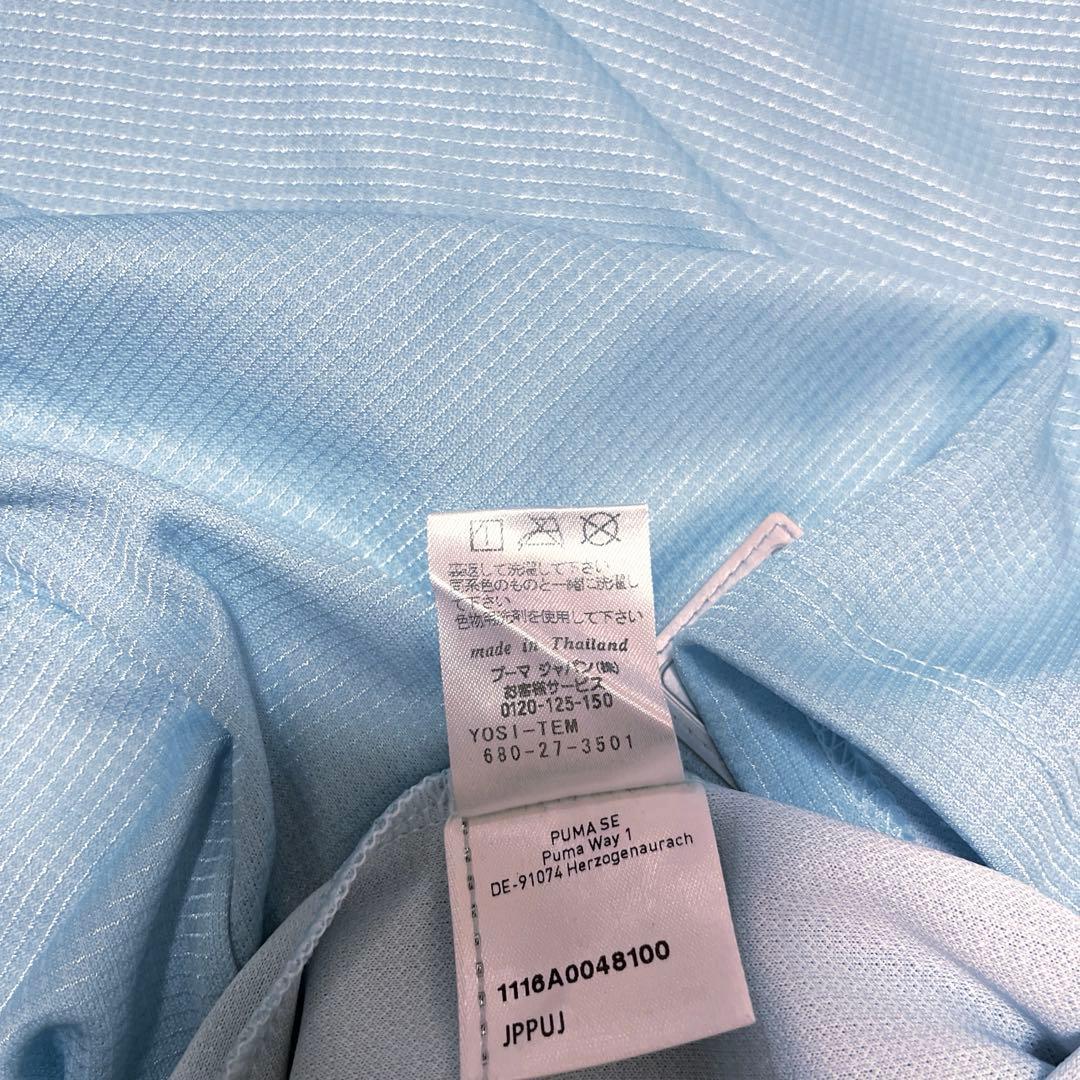 裏返して洗濯して下さい
同系色のものと一緒に洗濯し
て下さい
色物用洗剤を使用して下さい
made in Thailand
プーマ ジャパン(株)
お客様サービス
0120-125-150
YOSI-TEM
680-27-3501
PUMA SE
Puma Way 1
DE-91074 Herzogenaurach
1116A0048100
JPPUJ